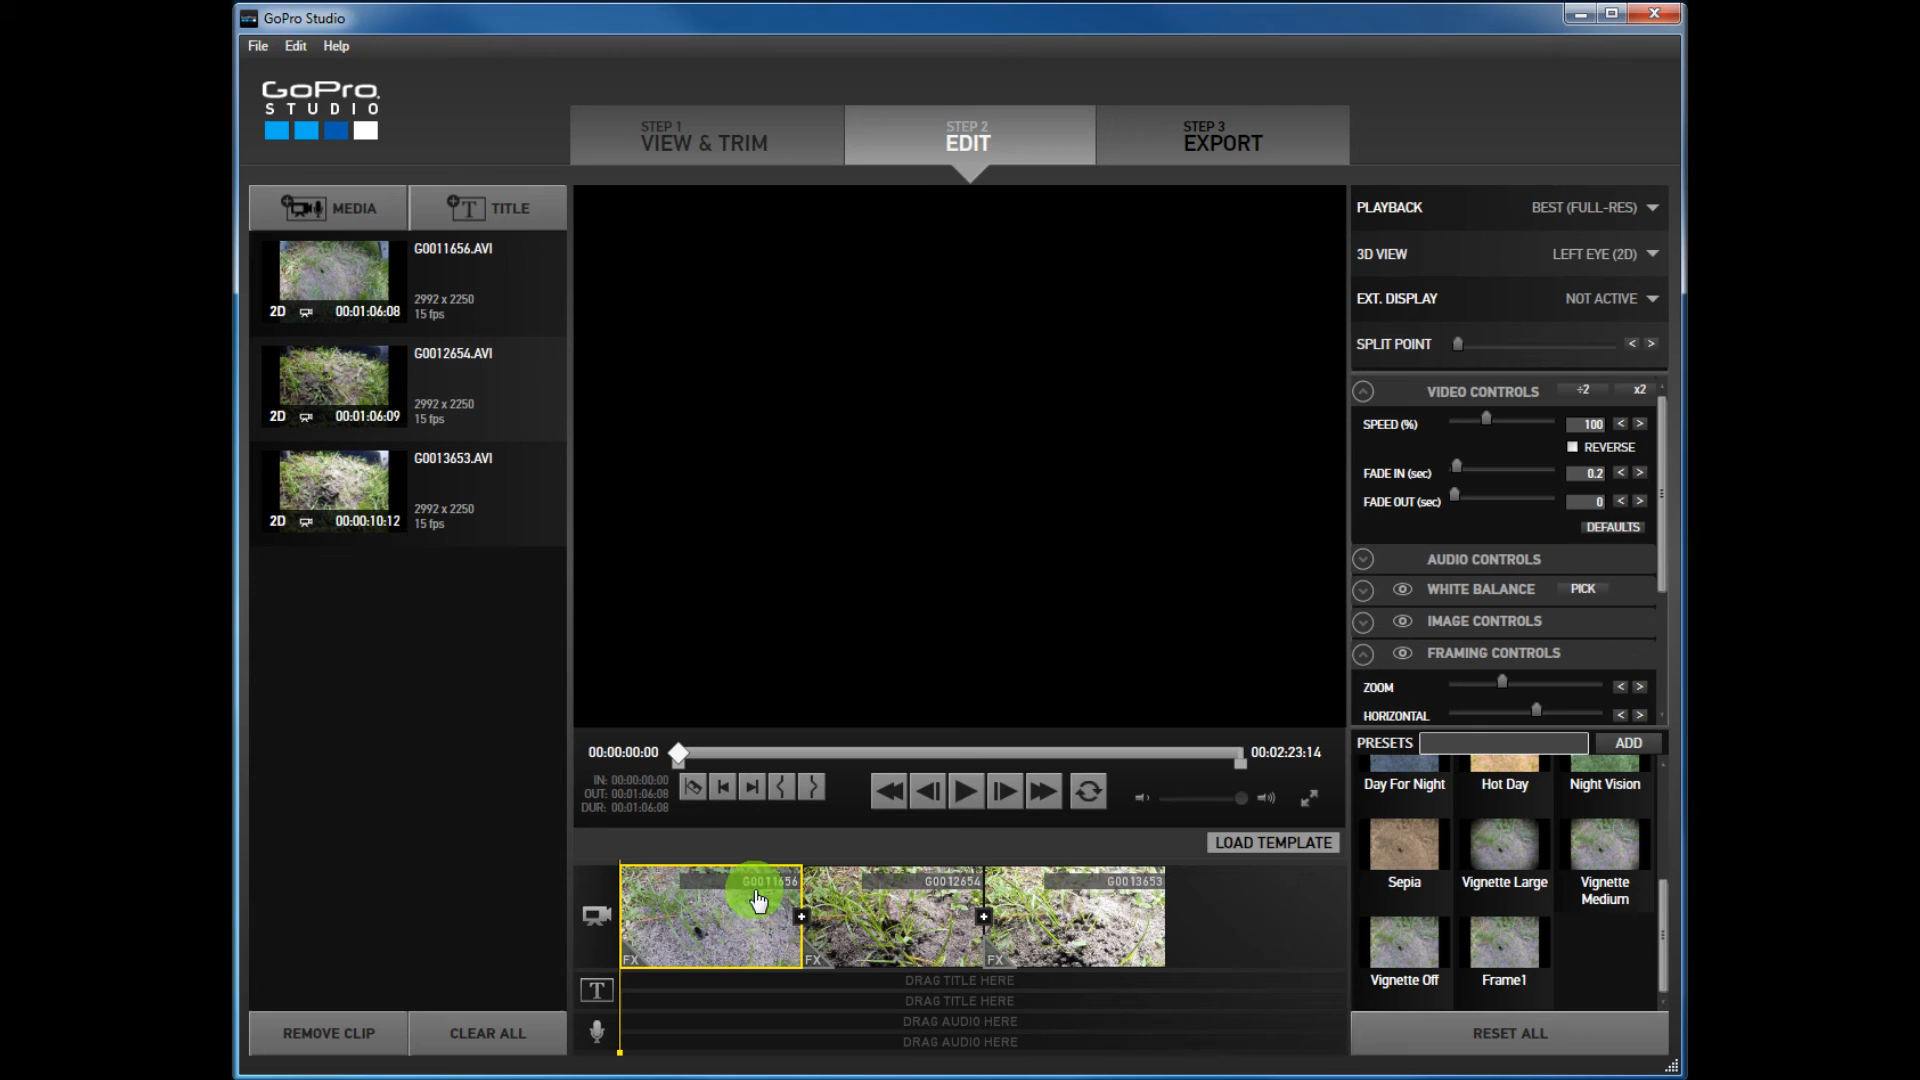 GoPro Studio
File Edit Help
GoPro
STUDIO
STEP 1
VIEW & TRIM
STEP 2
EDIT
STEP 3
EXPORT
MEDIA
TITLE
G0011656.AVI
2992 x 2250
15 fps
2D 00:01:06:08
G0012654.AVI
2992 x 2250
15 fps
2D 00:01:06:09
G0013653.AVI
2992 x 2250
15 fps
2D 00:00:10:12
REMOVE CLIP
CLEAR ALL
00:00:00:00
00:02:23:14
IN: 00:00:00:00
OUT: 00:01:06:08
DUR: 00:01:06:08
LOAD TEMPLATE
G0011656
G0012654
G0013653
FX
FX
FX
T
DRAG TITLE HERE
DRAG TITLE HERE
DRAG AUDIO HERE
DRAG AUDIO HERE
PLAYBACK BEST (FULL-RES)
3D VIEW LEFT EYE (2D)
EXT. DISPLAY NOT ACTIVE
SPLIT POINT < >
VIDEO CONTROLS ÷2 x2
SPEED (%) 100 < >
REVERSE
FADE IN (sec) 0.2 < >
FADE OUT (sec) 0 < >
DEFAULTS
AUDIO CONTROLS
WHITE BALANCE PICK
IMAGE CONTROLS
FRAMING CONTROLS
ZOOM < >
HORIZONTAL < >
PRESETS ADD
Day For Night
Hot Day
Night Vision
Sepia
Vignette Large
Vignette
Medium
Vignette Off
Frame1
RESET ALL